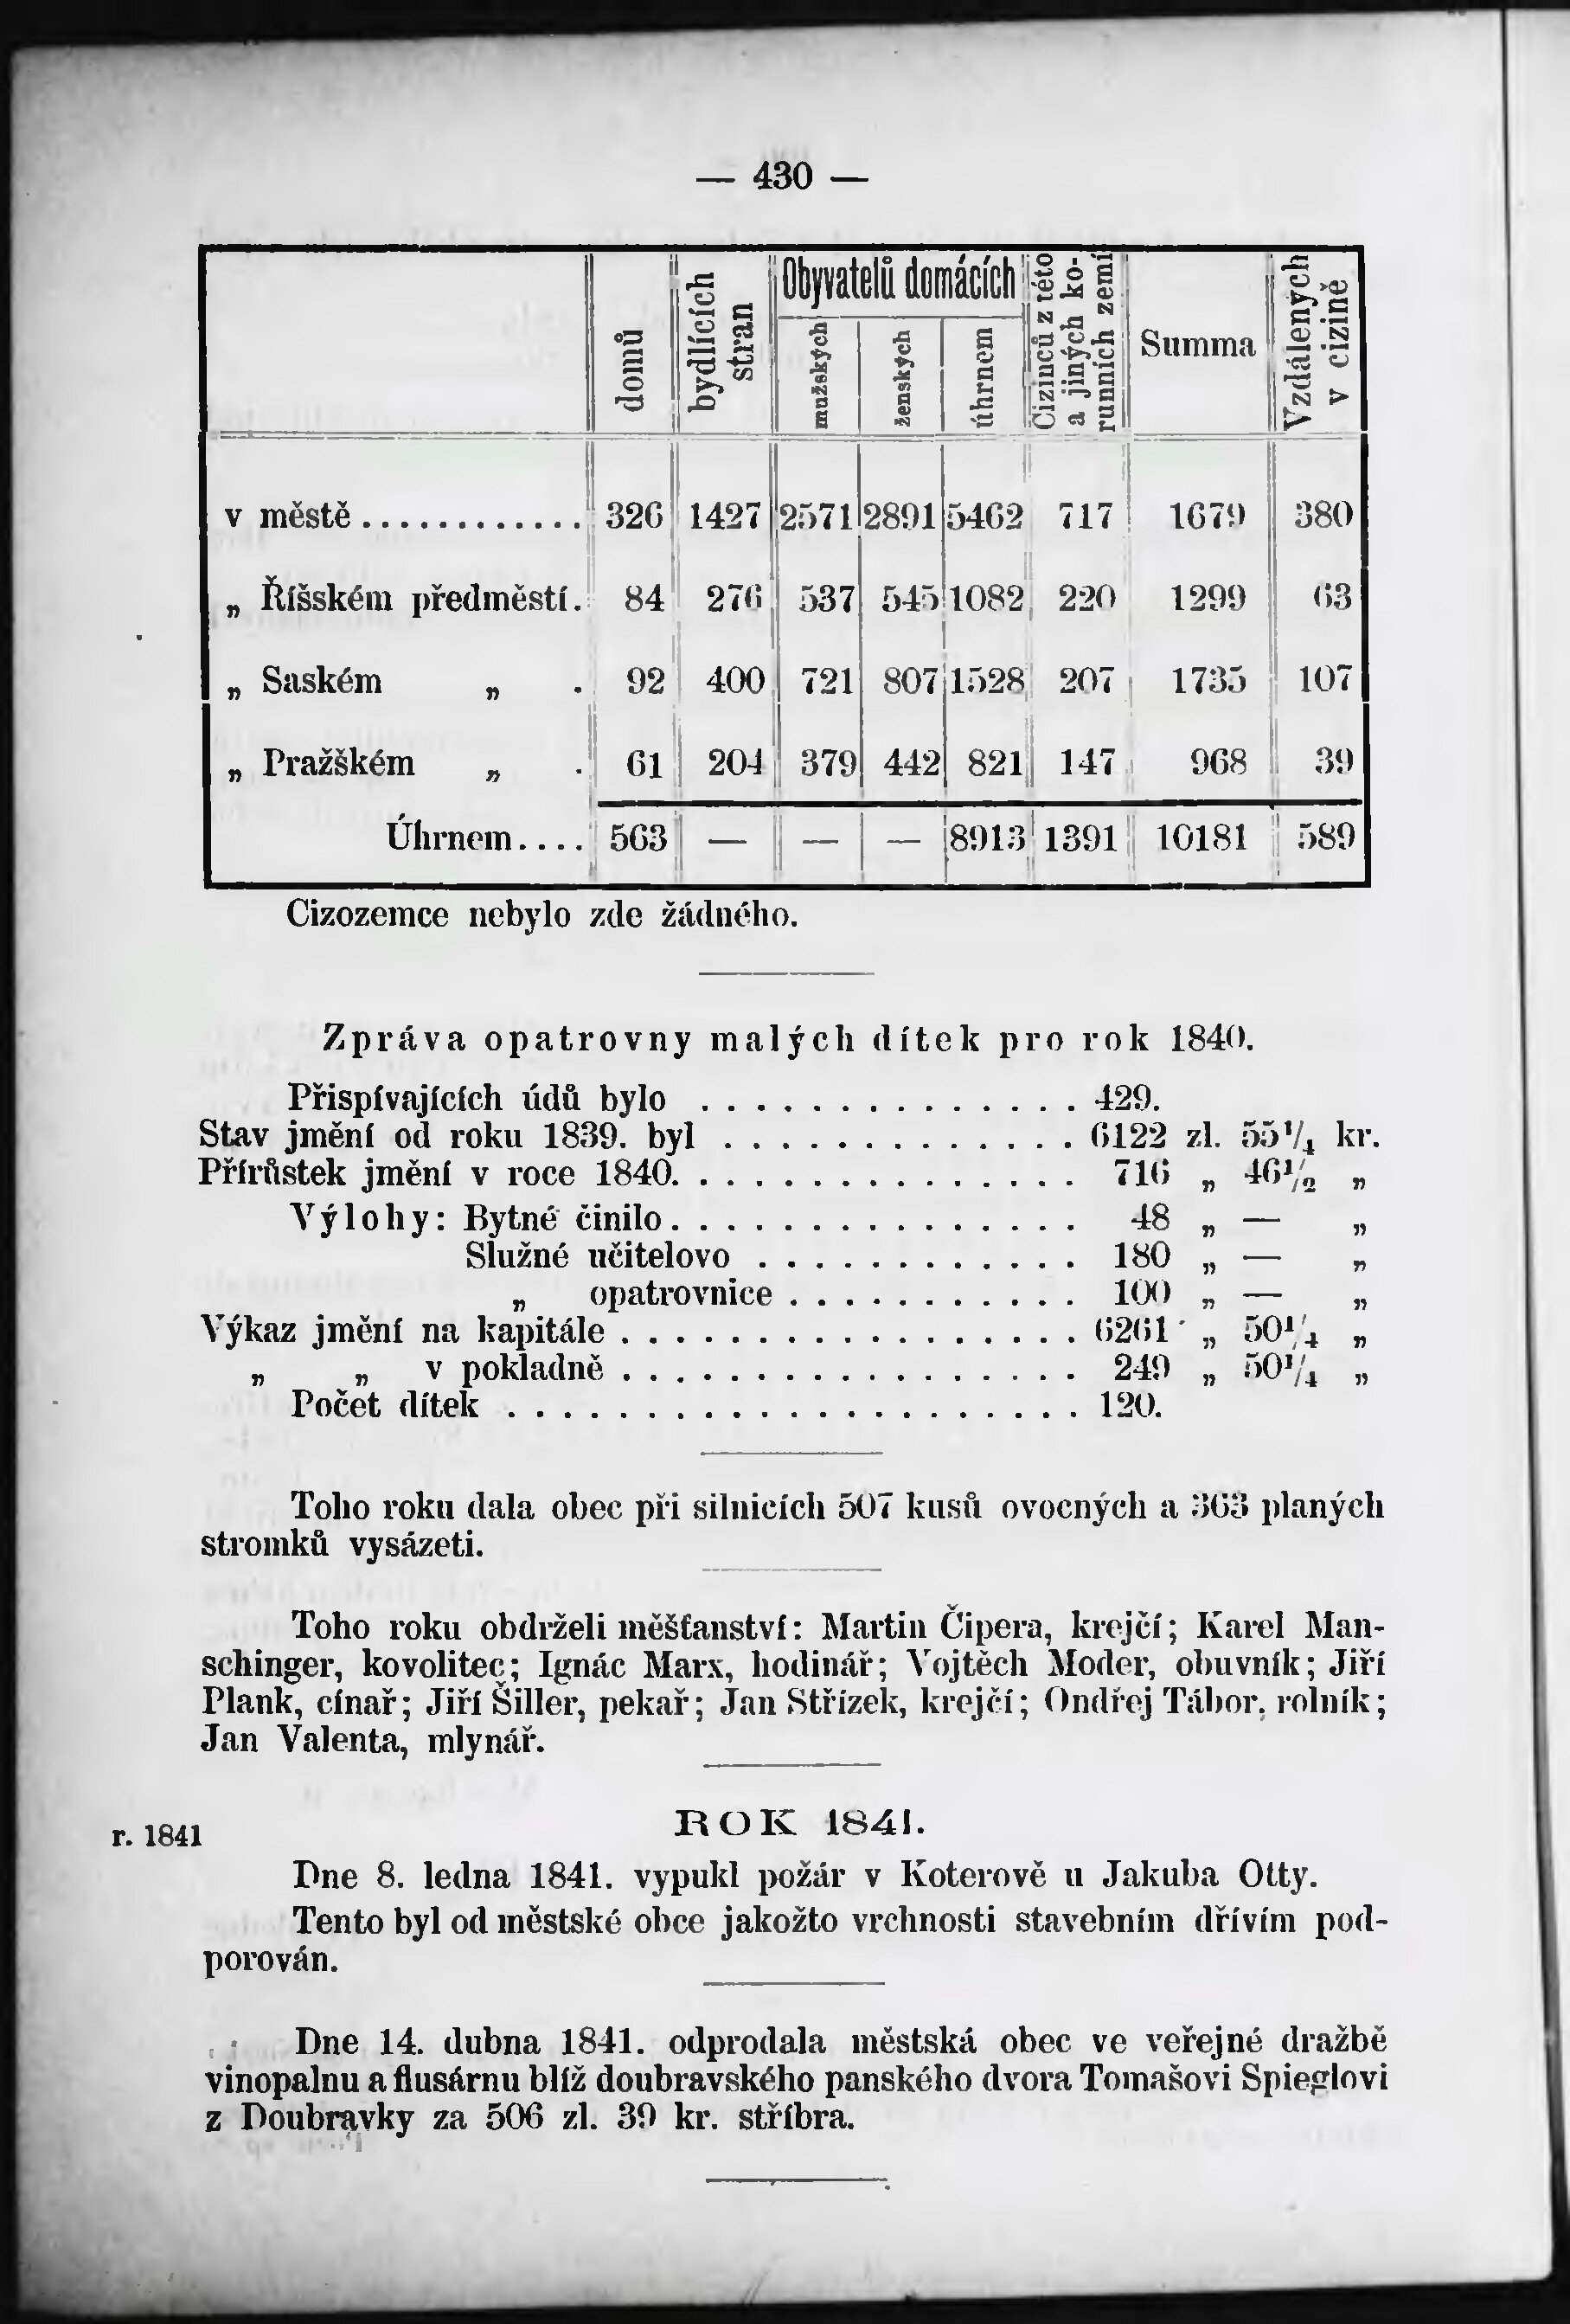 — 430 —
domů
bydlících stran
Obyvatelů domácích
mužských
ženských
úhrnem
Cizinců z této a jiných ko-
runních zemí
Summa
Vzdálených v cizině
v městě ............ 326 1427 2571 2891 5462 717 1679 380
„ Říšském předměstí. 84 276 537 545 1082 220 1299 63
„ Saském „ . 92 400 721 807 1528 207 1735 107
„ Pražškém „ . 61 204 379 442 821 147 968 39
Úhrnem.... 563 — — — 8913 1391 10181 589
Cizozemce nebylo zde žádného.
Zpráva opatrovny malých dítek pro rok 1840.
Přispívajících údů bylo .............. 429.
Stav jmění od roku 1839. byl ............. 6122 zl. 55¼ kr.
Přírůstek jmění v roce 1840. .............. 716 „ 46½ „
Výlohy: Bytné činilo ............... 48 „ — „
Služné učitelovo ............ 180 „ — „
„ opatrovnice ........... 100 „ — „
Výkaz jmění na kapitále ................. 6261 „ 50¼ „
„ „ v pokladně ................. 249 „ 50¼ „
Počet dítek ..................... 120.
Toho roku dala obec při silnicích 507 kusů ovocných a 363 planých
stromků vysázeti.
Toho roku obdrželi měšťanství: Martin Čipera, krejčí; Karel Man-
schinger, kovolitec; Ignác Marx, hodinář; Vojtěch Moder, obuvník; Jiří
Plank, cínař; Jiří Šiller, pekař; Jan Střízek, krejčí; Ondřej Tábor, rolník;
Jan Valenta, mlynář.
r. 1841
ROK 1841.
Dne 8. ledna 1841. vypukl požár v Koterově u Jakuba Otty.
Tento byl od městské obce jakožto vrchnosti stavebním dřívím pod-
porován.
Dne 14. dubna 1841. odprodala městská obec ve veřejné dražbě
vinopalnu a flusárnu blíž doubravského panského dvora Tomašovi Spieglovi
z Doubravky za 506 zl. 39 kr. stříbra.